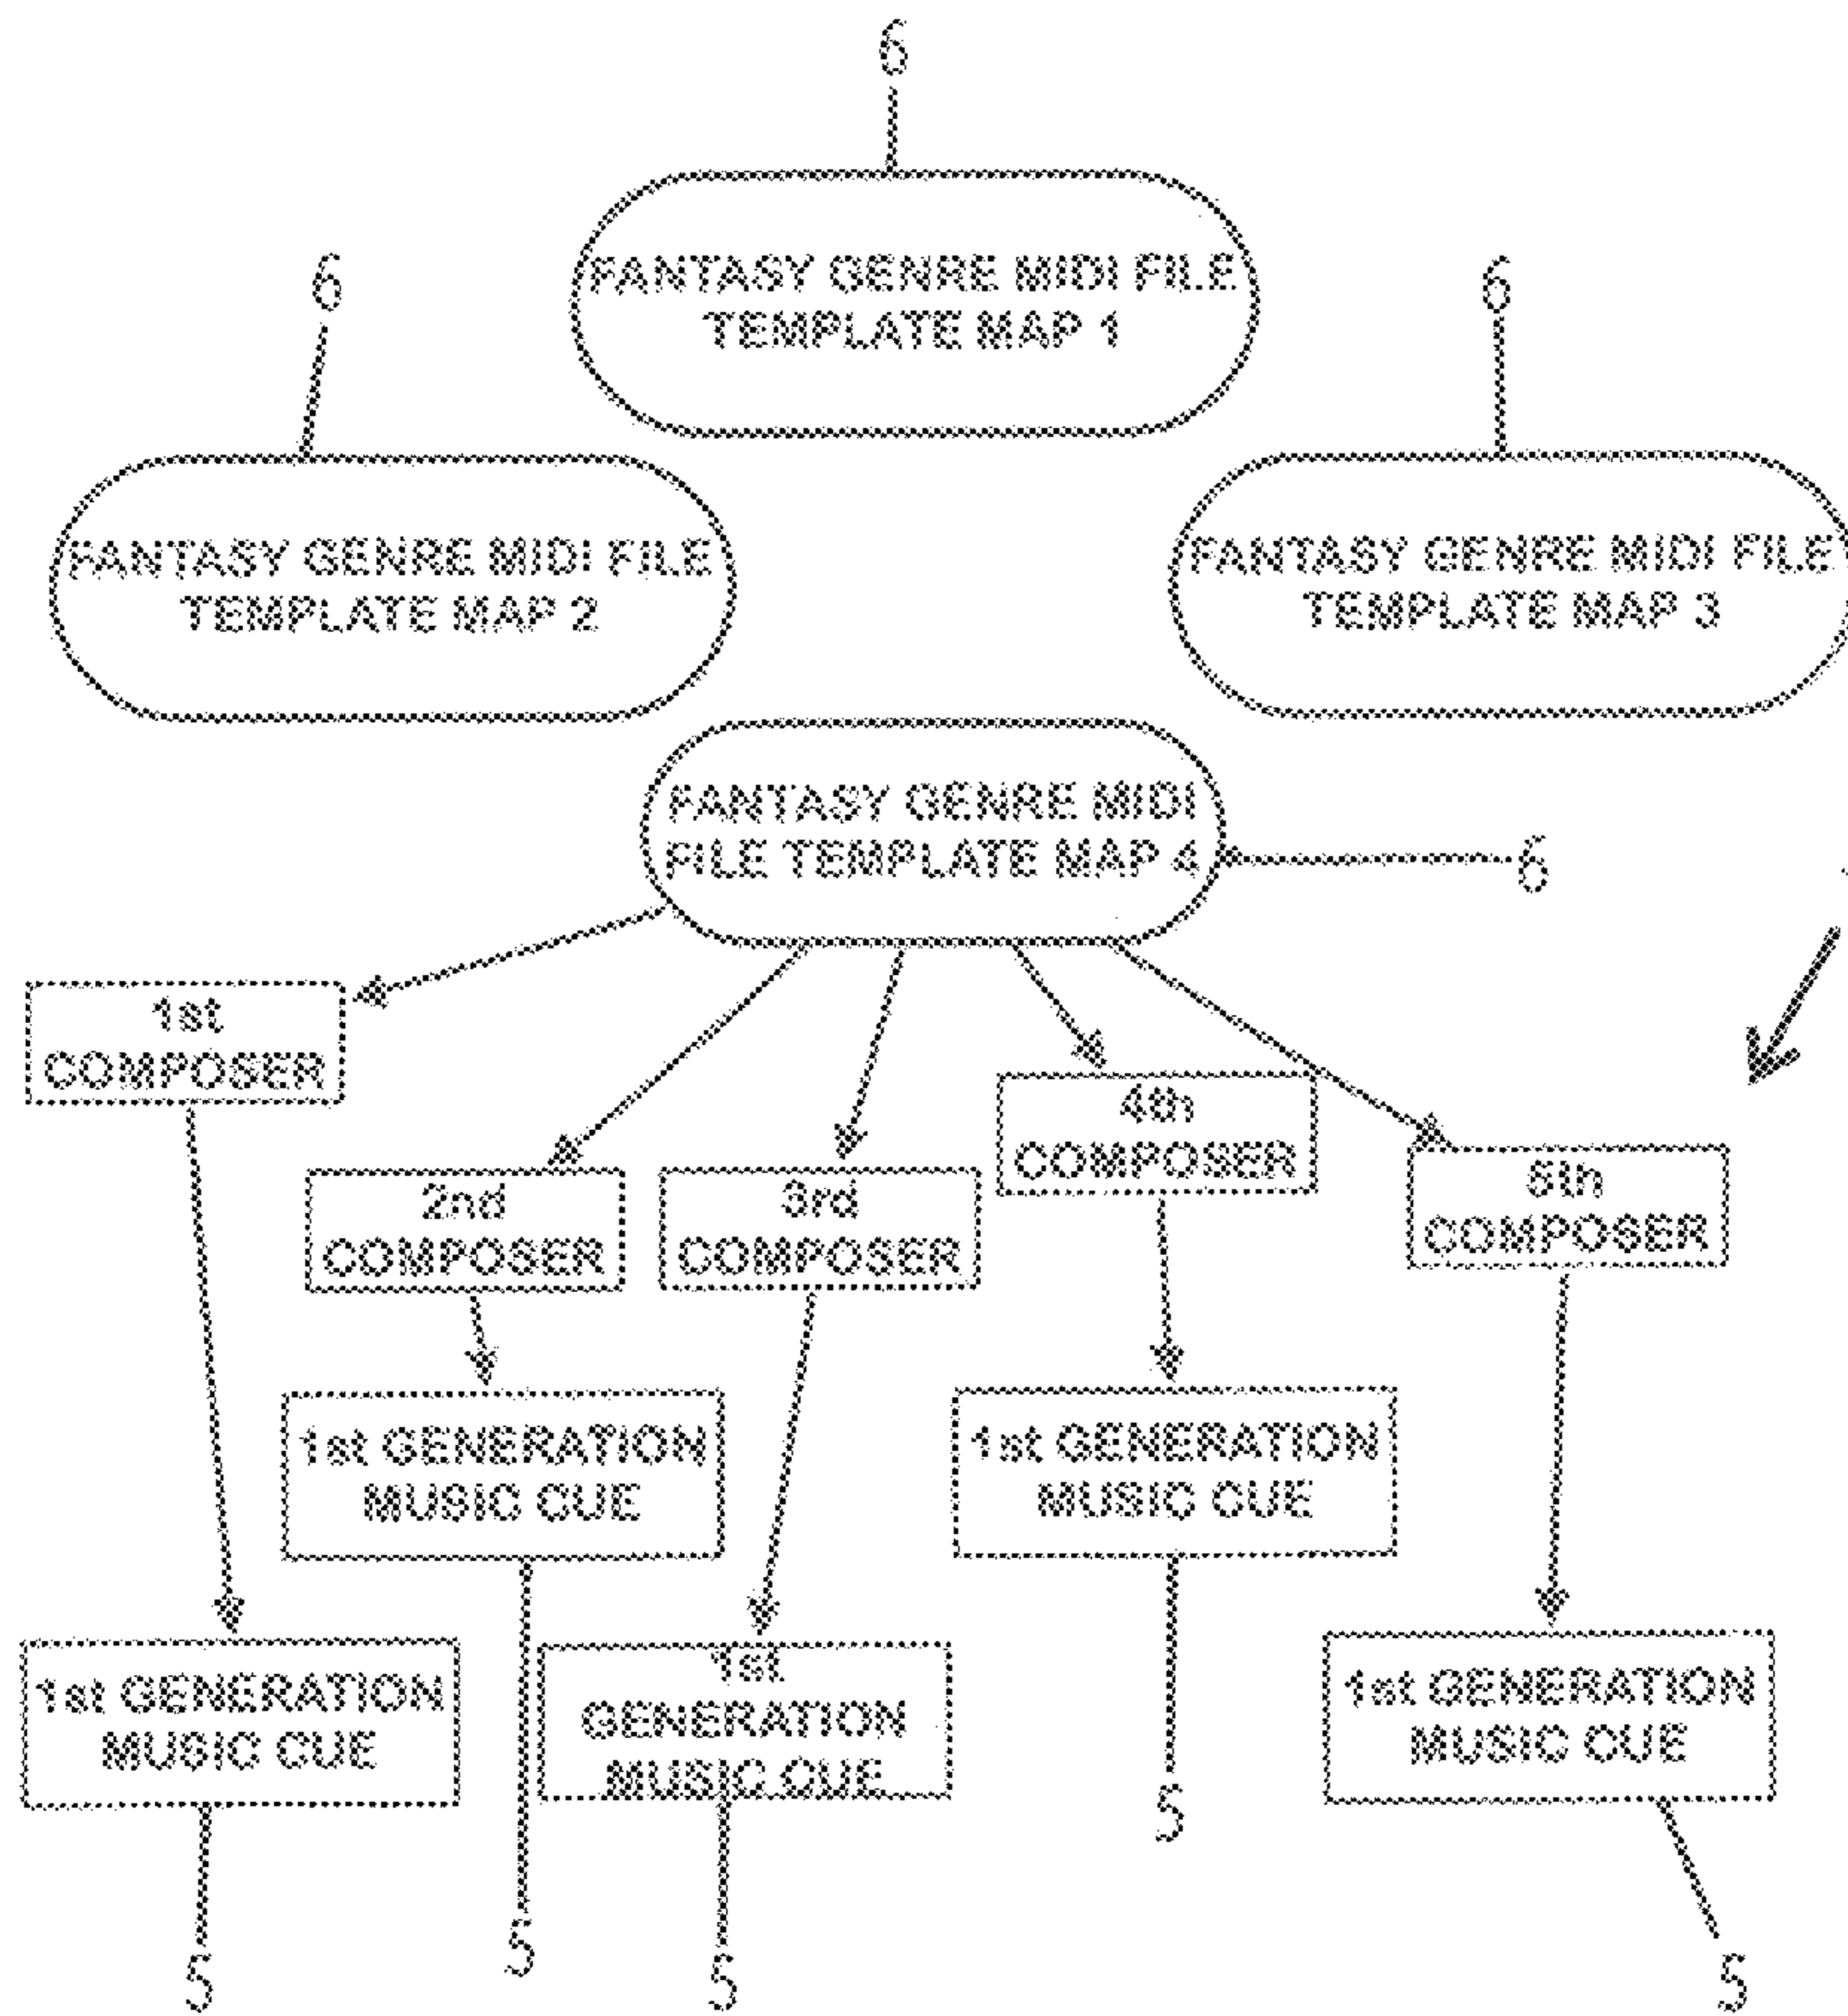 6
FANTASY GENRE MIDI FILE
TEMPLATE MAP 1
6
FANTASY GENRE MIDI FILE
TEMPLATE MAP 2
6
FANTASY GENRE MIDI FILE
TEMPLATE MAP 3
FANTASY GENRE MIDI
FILE TEMPLATE MAP 4
6
1st
COMPOSER
2nd
COMPOSER
3rd
COMPOSER
4th
COMPOSER
5th
COMPOSER
1st GENERATION
MUSIC CUE
1st GENERATION
MUSIC CUE
1st GENERATION
MUSIC CUE
1st
GENERATION
MUSIC CUE
1st GENERATION
MUSIC CUE
5
5
5
5
5